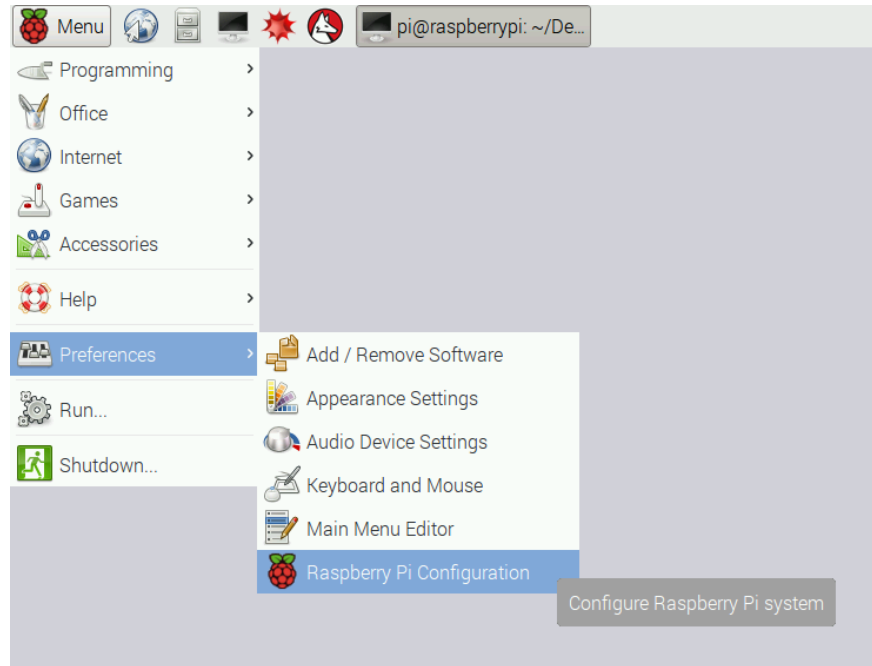 Menu
pi@raspberrypi: ~/De...
Programming
Office
Internet
Games
Accessories
Help
Preferences
Run...
Shutdown...
Add / Remove Software
Appearance Settings
Audio Device Settings
Keyboard and Mouse
Main Menu Editor
Raspberry Pi Configuration
Configure Raspberry Pi system